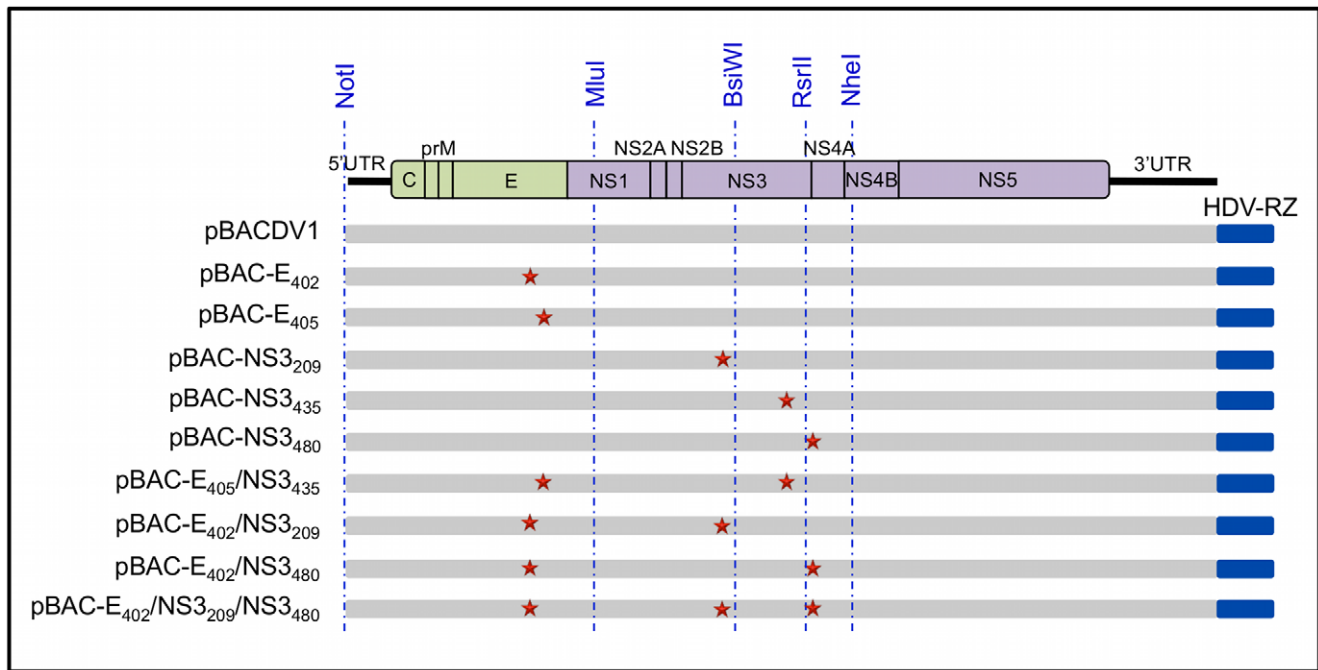 NotI
MluI
BsiWI
RsrII
NheI
prM
NS2A
NS2B
NS4A
5'UTR
3'UTR
C
E
NS1
NS3
NS4B
NS5
HDV-RZ
pBACDV1
pBAC-E402
pBAC-E405
pBAC-NS3209
pBAC-NS3435
pBAC-NS3480
pBAC-E405/NS3435
pBAC-E402/NS3209
pBAC-E402/NS3480
pBAC-E402/NS3209/NS3480